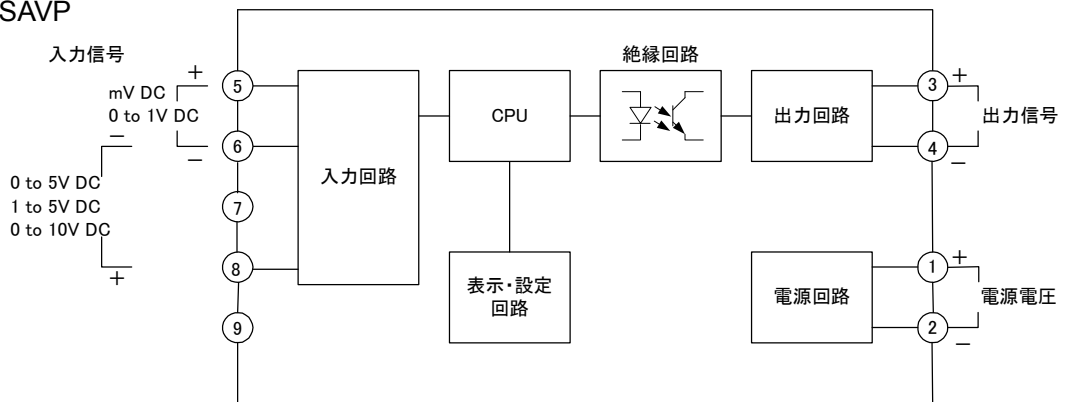 SAVP
入力信号
絶縁回路
+
5
mV DC
0 to 1V DC
−
6
−
0 to 5V DC
1 to 5V DC
0 to 10V DC
+
7
8
9
入力回路
CPU
表示・設定
回路
出力回路
3
+
4
−
出力信号
電源回路
1
+
2
−
電源電圧